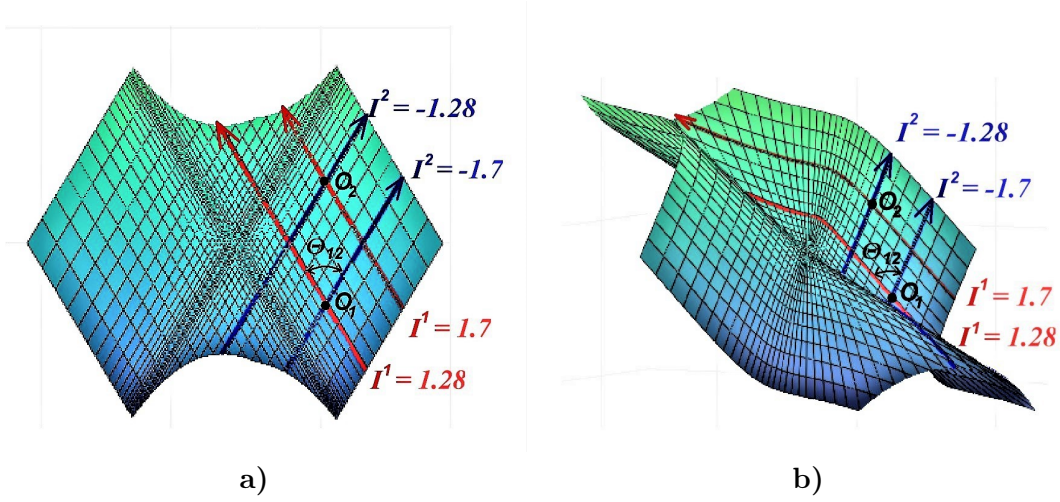 I² = -1.28
I² = -1.7
O₂
Θ₁₂
O₁
I¹ = 1.7
I¹ = 1.28
a)
I² = -1.28
I² = -1.7
O₂
Θ₁₂
O₁
I¹ = 1.7
I¹ = 1.28
b)